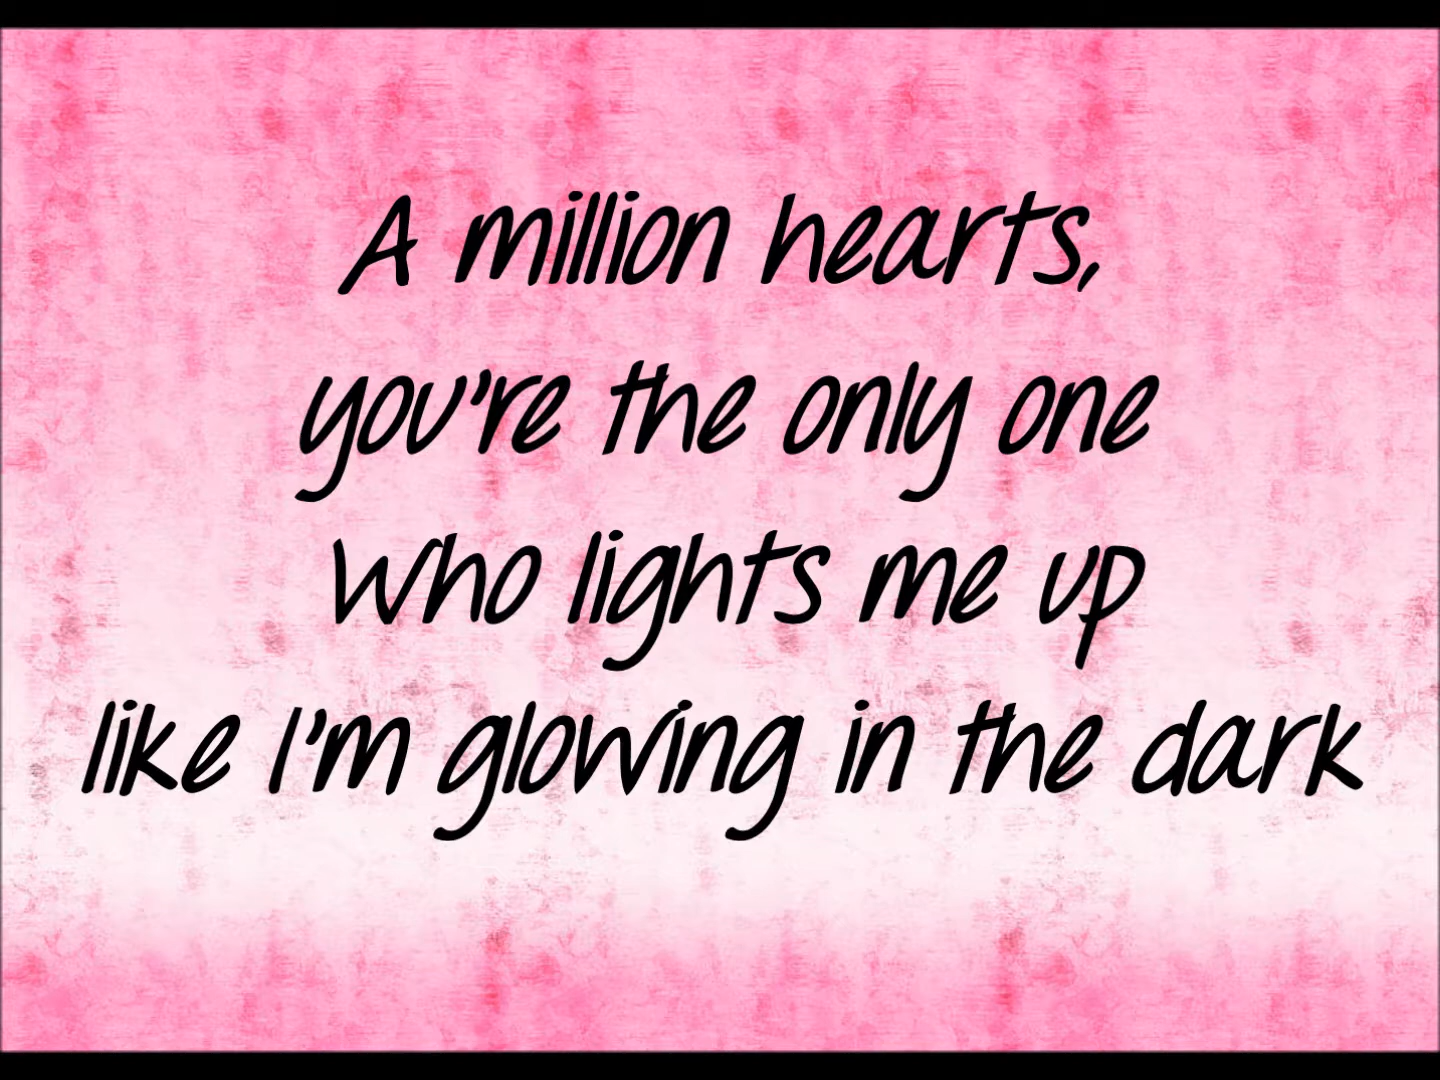 A million hearts,
you're the only one
Who lights me up
like I'm glowing in the dark